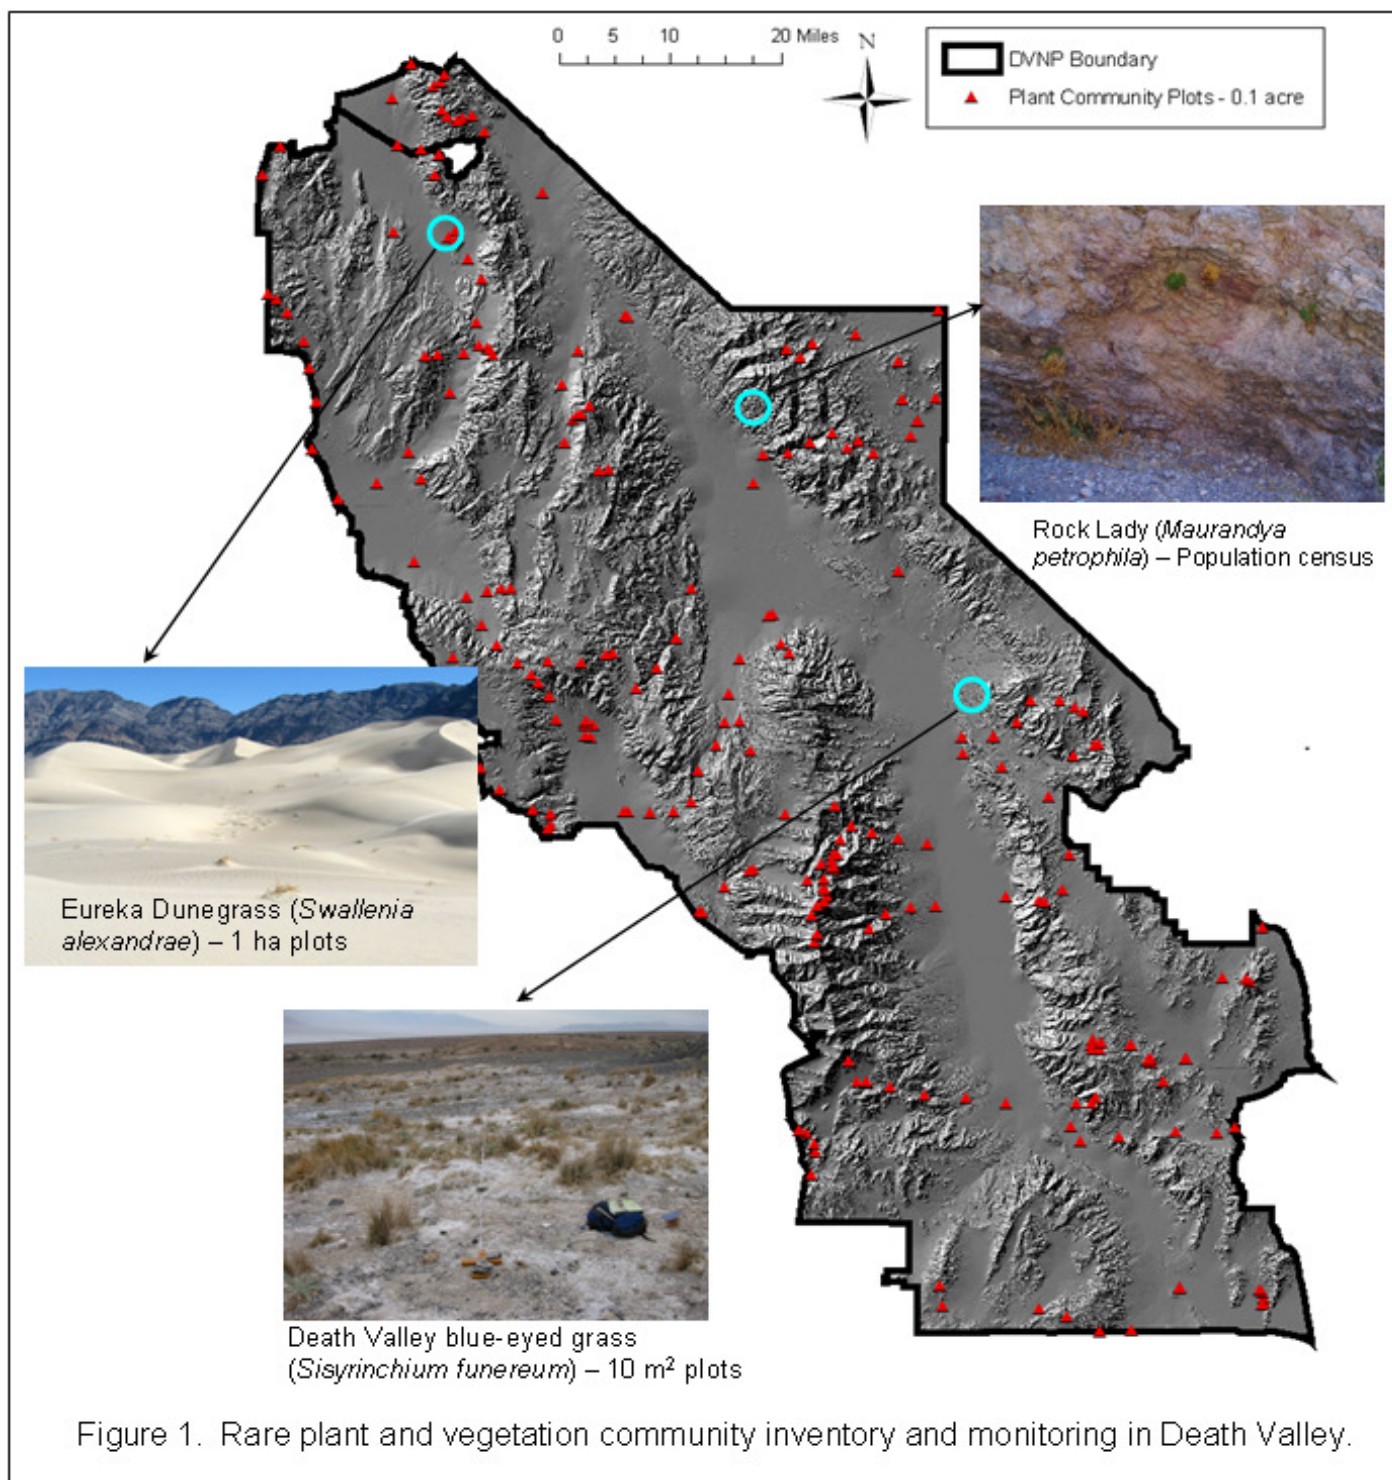 0 5 10 20 Miles
N
DVNP Boundary
Plant Community Plots - 0.1 acre
Rock Lady (Maurandya
petrophila) – Population census
Eureka Dunegrass (Swallenia
alexandrae) – 1 ha plots
Death Valley blue-eyed grass
(Sisyrinchium funereum) – 10 m² plots
Figure 1. Rare plant and vegetation community inventory and monitoring in Death Valley.